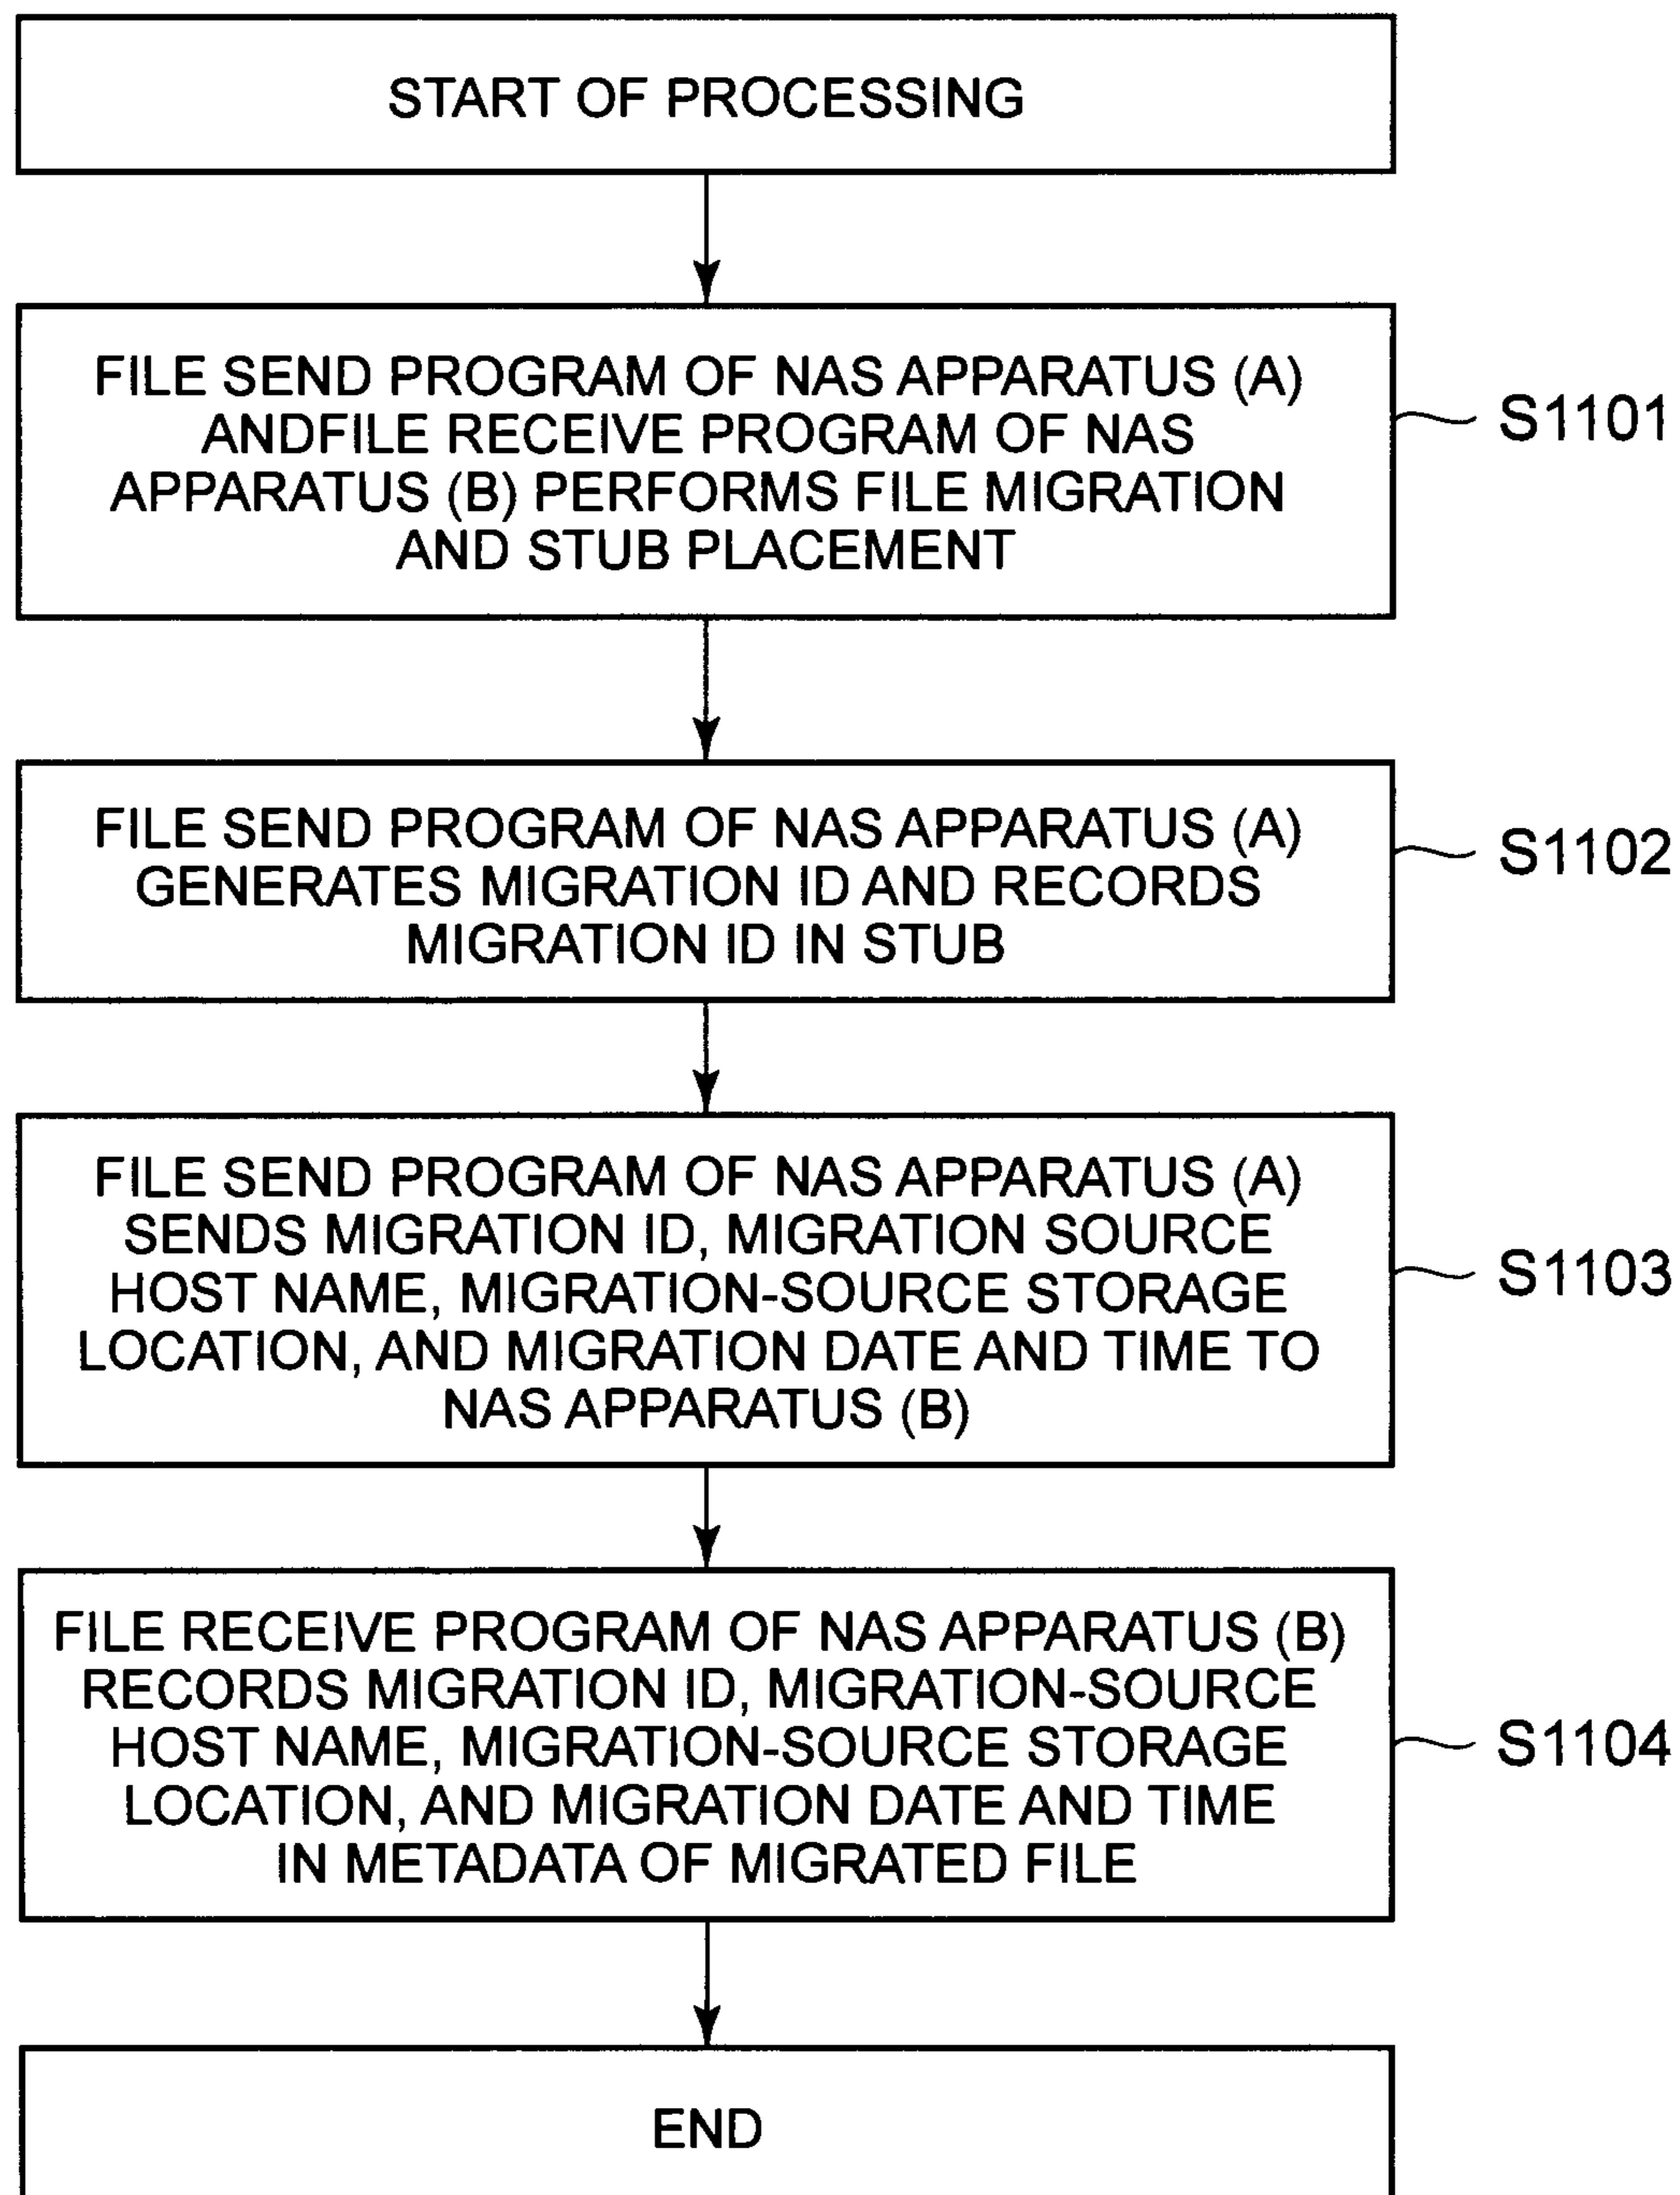 START OF PROCESSING
FILE SEND PROGRAM OF NAS APPARATUS (A)
ANDFILE RECEIVE PROGRAM OF NAS
APPARATUS (B) PERFORMS FILE MIGRATION
AND STUB PLACEMENT
S1101
FILE SEND PROGRAM OF NAS APPARATUS (A)
GENERATES MIGRATION ID AND RECORDS
MIGRATION ID IN STUB
S1102
FILE SEND PROGRAM OF NAS APPARATUS (A)
SENDS MIGRATION ID, MIGRATION SOURCE
HOST NAME, MIGRATION-SOURCE STORAGE
LOCATION, AND MIGRATION DATE AND TIME TO
NAS APPARATUS (B)
S1103
FILE RECEIVE PROGRAM OF NAS APPARATUS (B)
RECORDS MIGRATION ID, MIGRATION-SOURCE
HOST NAME, MIGRATION-SOURCE STORAGE
LOCATION, AND MIGRATION DATE AND TIME
IN METADATA OF MIGRATED FILE
S1104
END